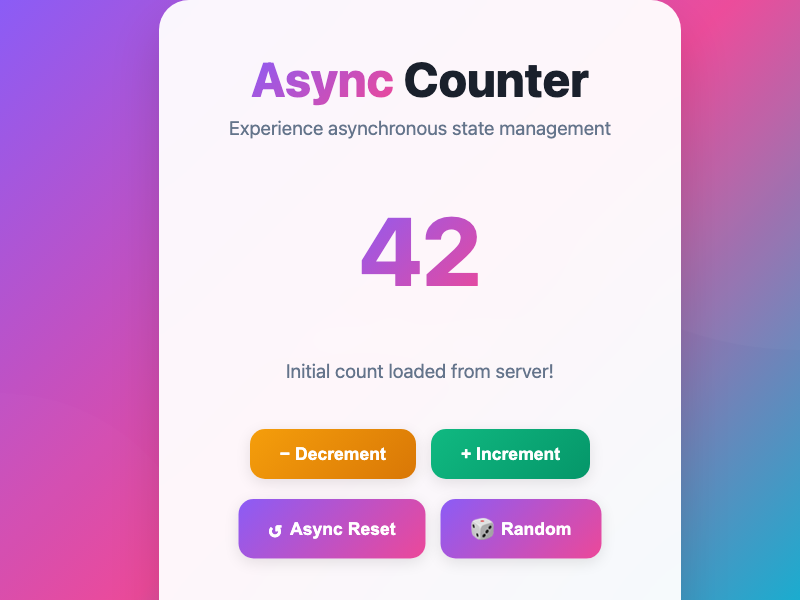 Async Counter
Experience asynchronous state management
42
Initial count loaded from server!
− Decrement
+ Increment
↺ Async Reset
🎲 Random